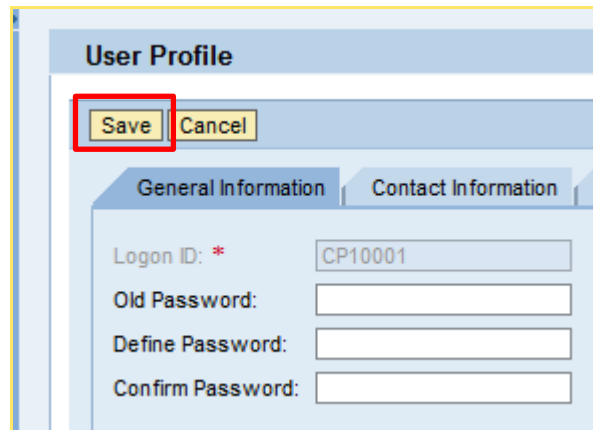 User Profile
Save Cancel
General Information Contact Information
Logon ID: * CP10001
Old Password:
Define Password:
Confirm Password: